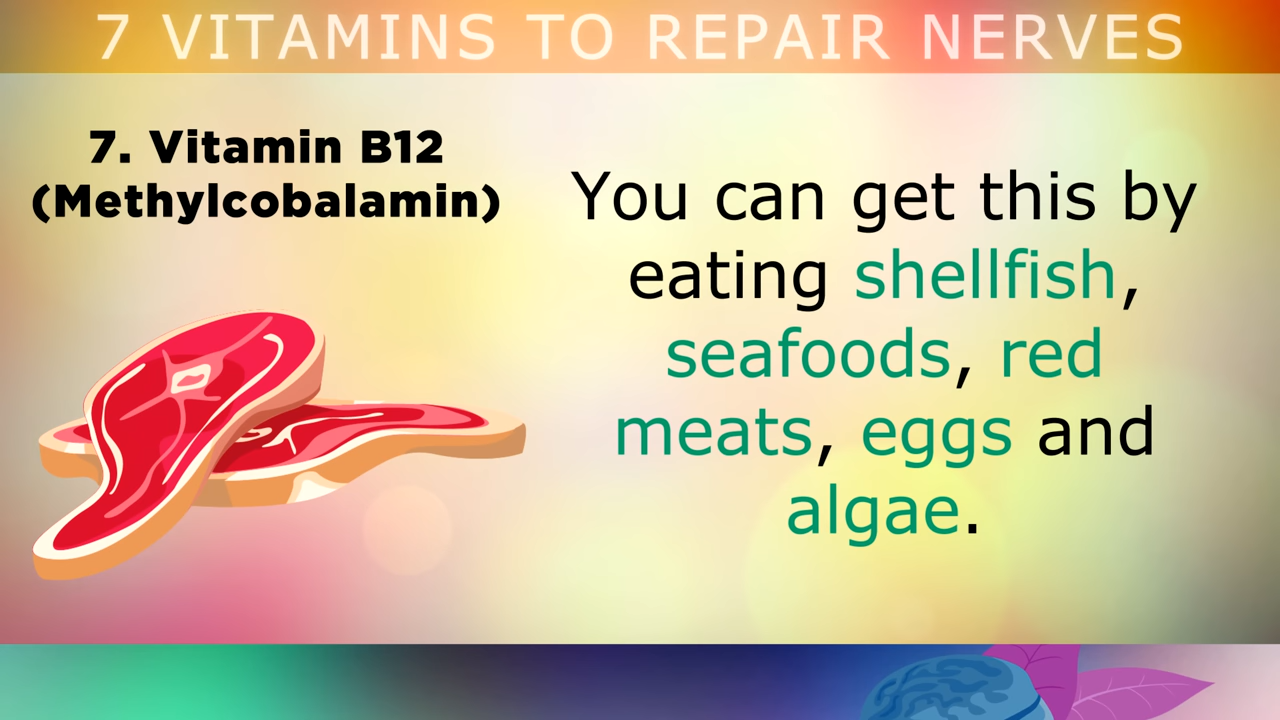 7 VITAMINS TO REPAIR NERVES
7. Vitamin B12
(Methylcobalamin)
You can get this by
eating shellfish,
seafoods, red
meats, eggs and
algae.